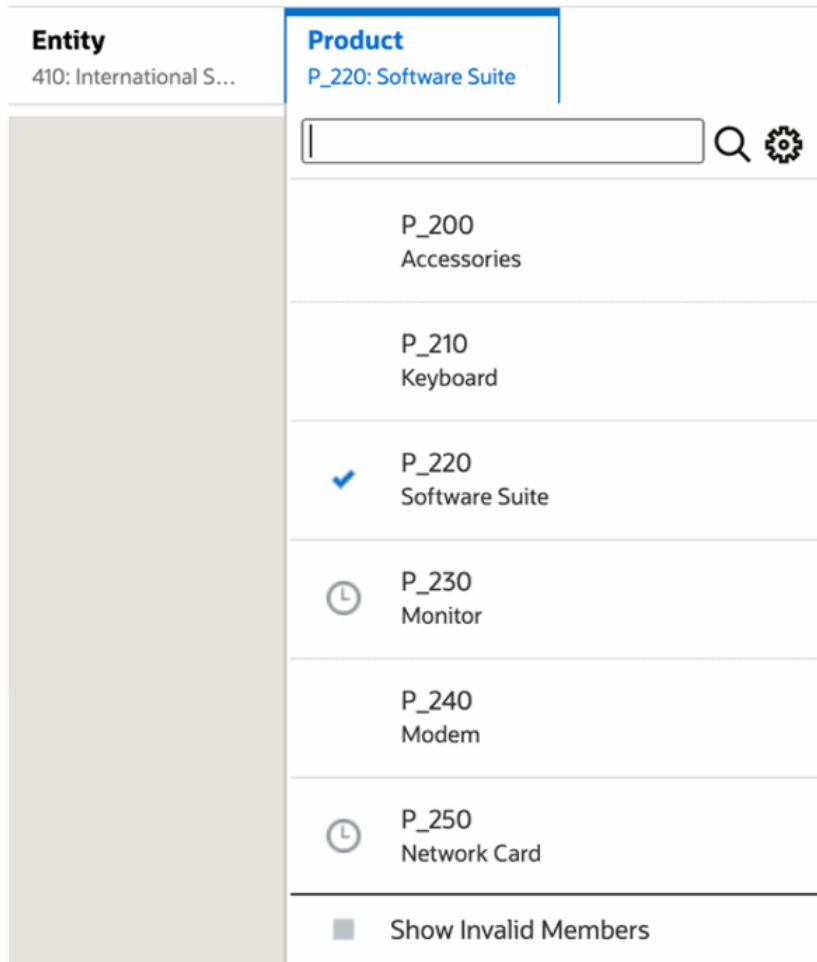 Entity
410: International S...
Product
P_220: Software Suite
P_200
Accessories
P_210
Keyboard
P_220
Software Suite
P_230
Monitor
P_240
Modem
P_250
Network Card
Show Invalid Members